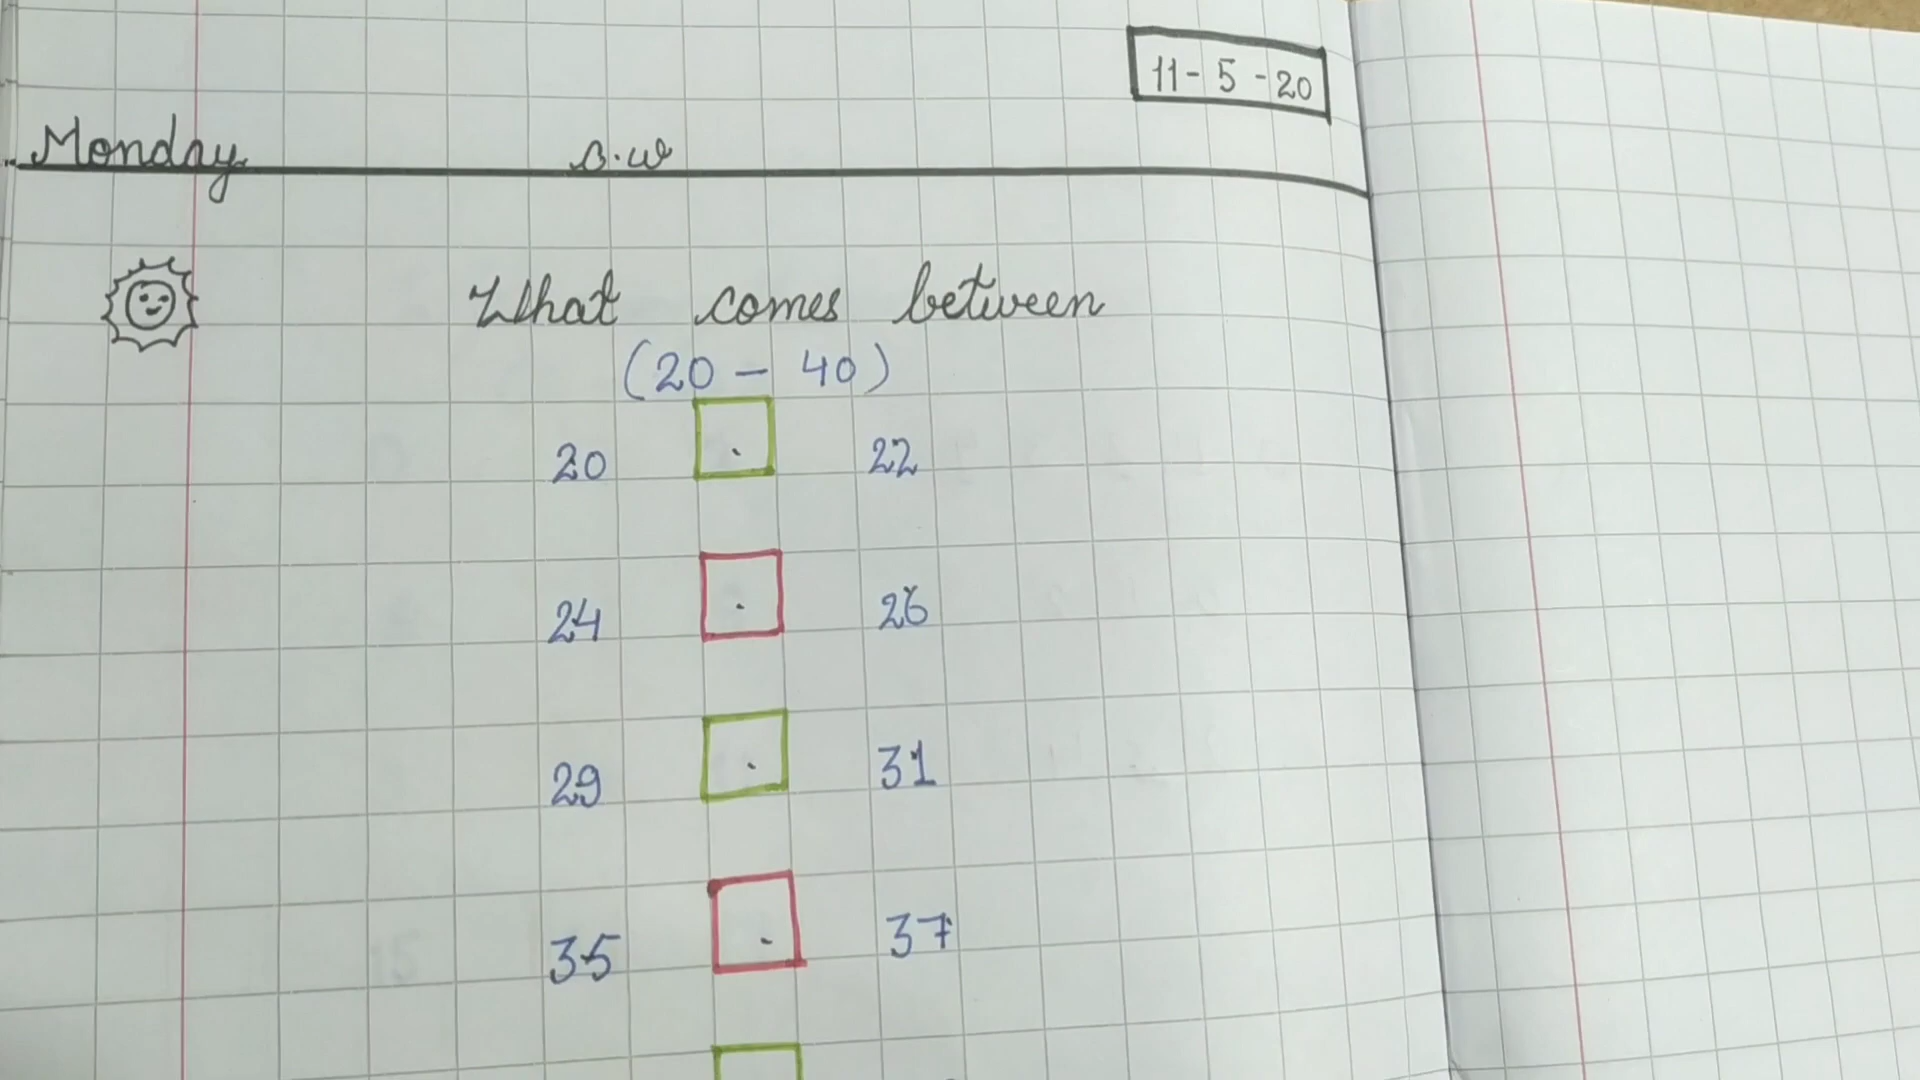 11-5-20
Monday
What comes between
(20 - 40)
20 22
24 26
29 31
35 37